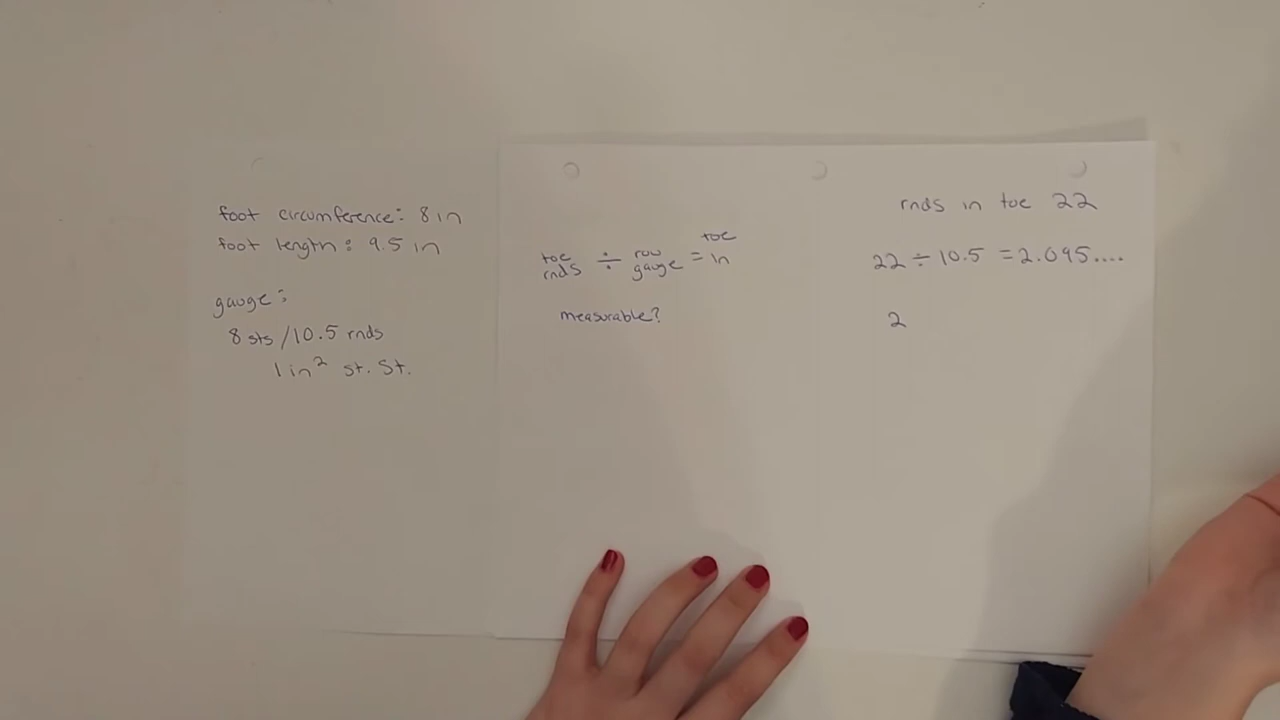 foot circumference: 8 in
foot length: 9.5 in
gauge:
8 sts / 10.5 rnds
1 in² st. st.
toe rnds ÷ row gauge = toe in
measurable?
rnds in toe 22
22 ÷ 10.5 = 2.095....
2